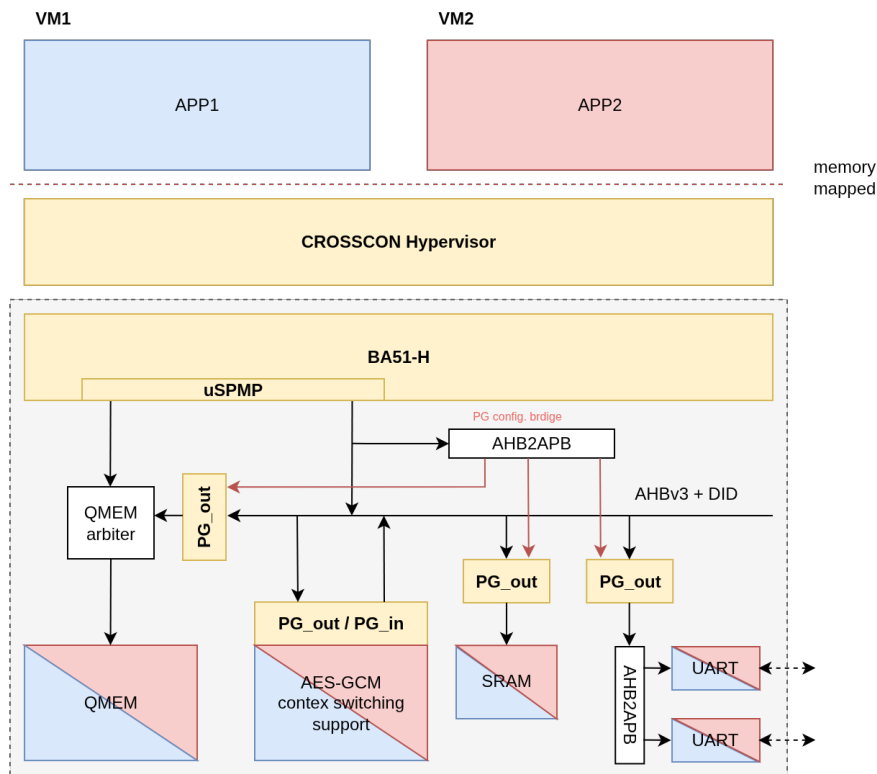 VM1
VM2
APP1
APP2
memory
mapped
CROSSCON Hypervisor
BA51-H
uSPMP
PG config. brdige
AHB2APB
AHBv3 + DID
QMEM
arbiter
PG_out
PG_out
PG_out
PG_out / PG_in
QMEM
AES-GCM
contex switching
support
SRAM
AHB2APB
UART
UART